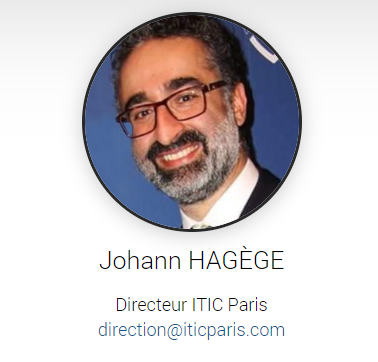 Johann HAGÈGE
Directeur ITIC Paris
direction@iticparis.com